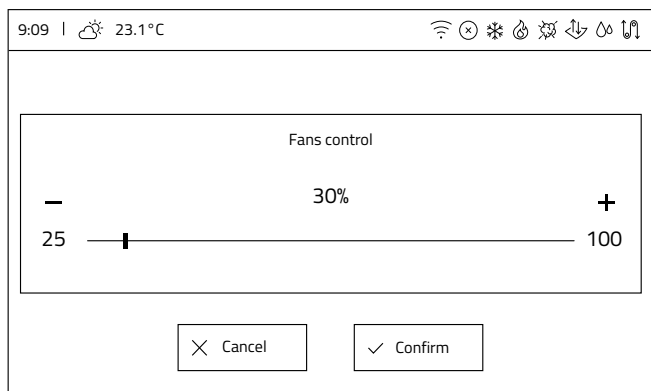 9:09 | 23.1°C
Fans control
30%
− +
25 100
Cancel Confirm